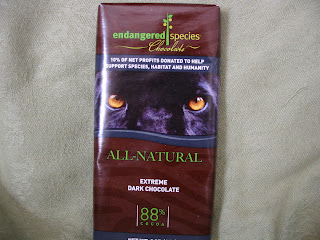 endangered species
Chocolate
10% OF NET PROFITS DONATED TO HELP
SUPPORT SPECIES, HABITAT AND HUMANITY
ALL-NATURAL
EXTREME
DARK CHOCOLATE
88%
COCOA